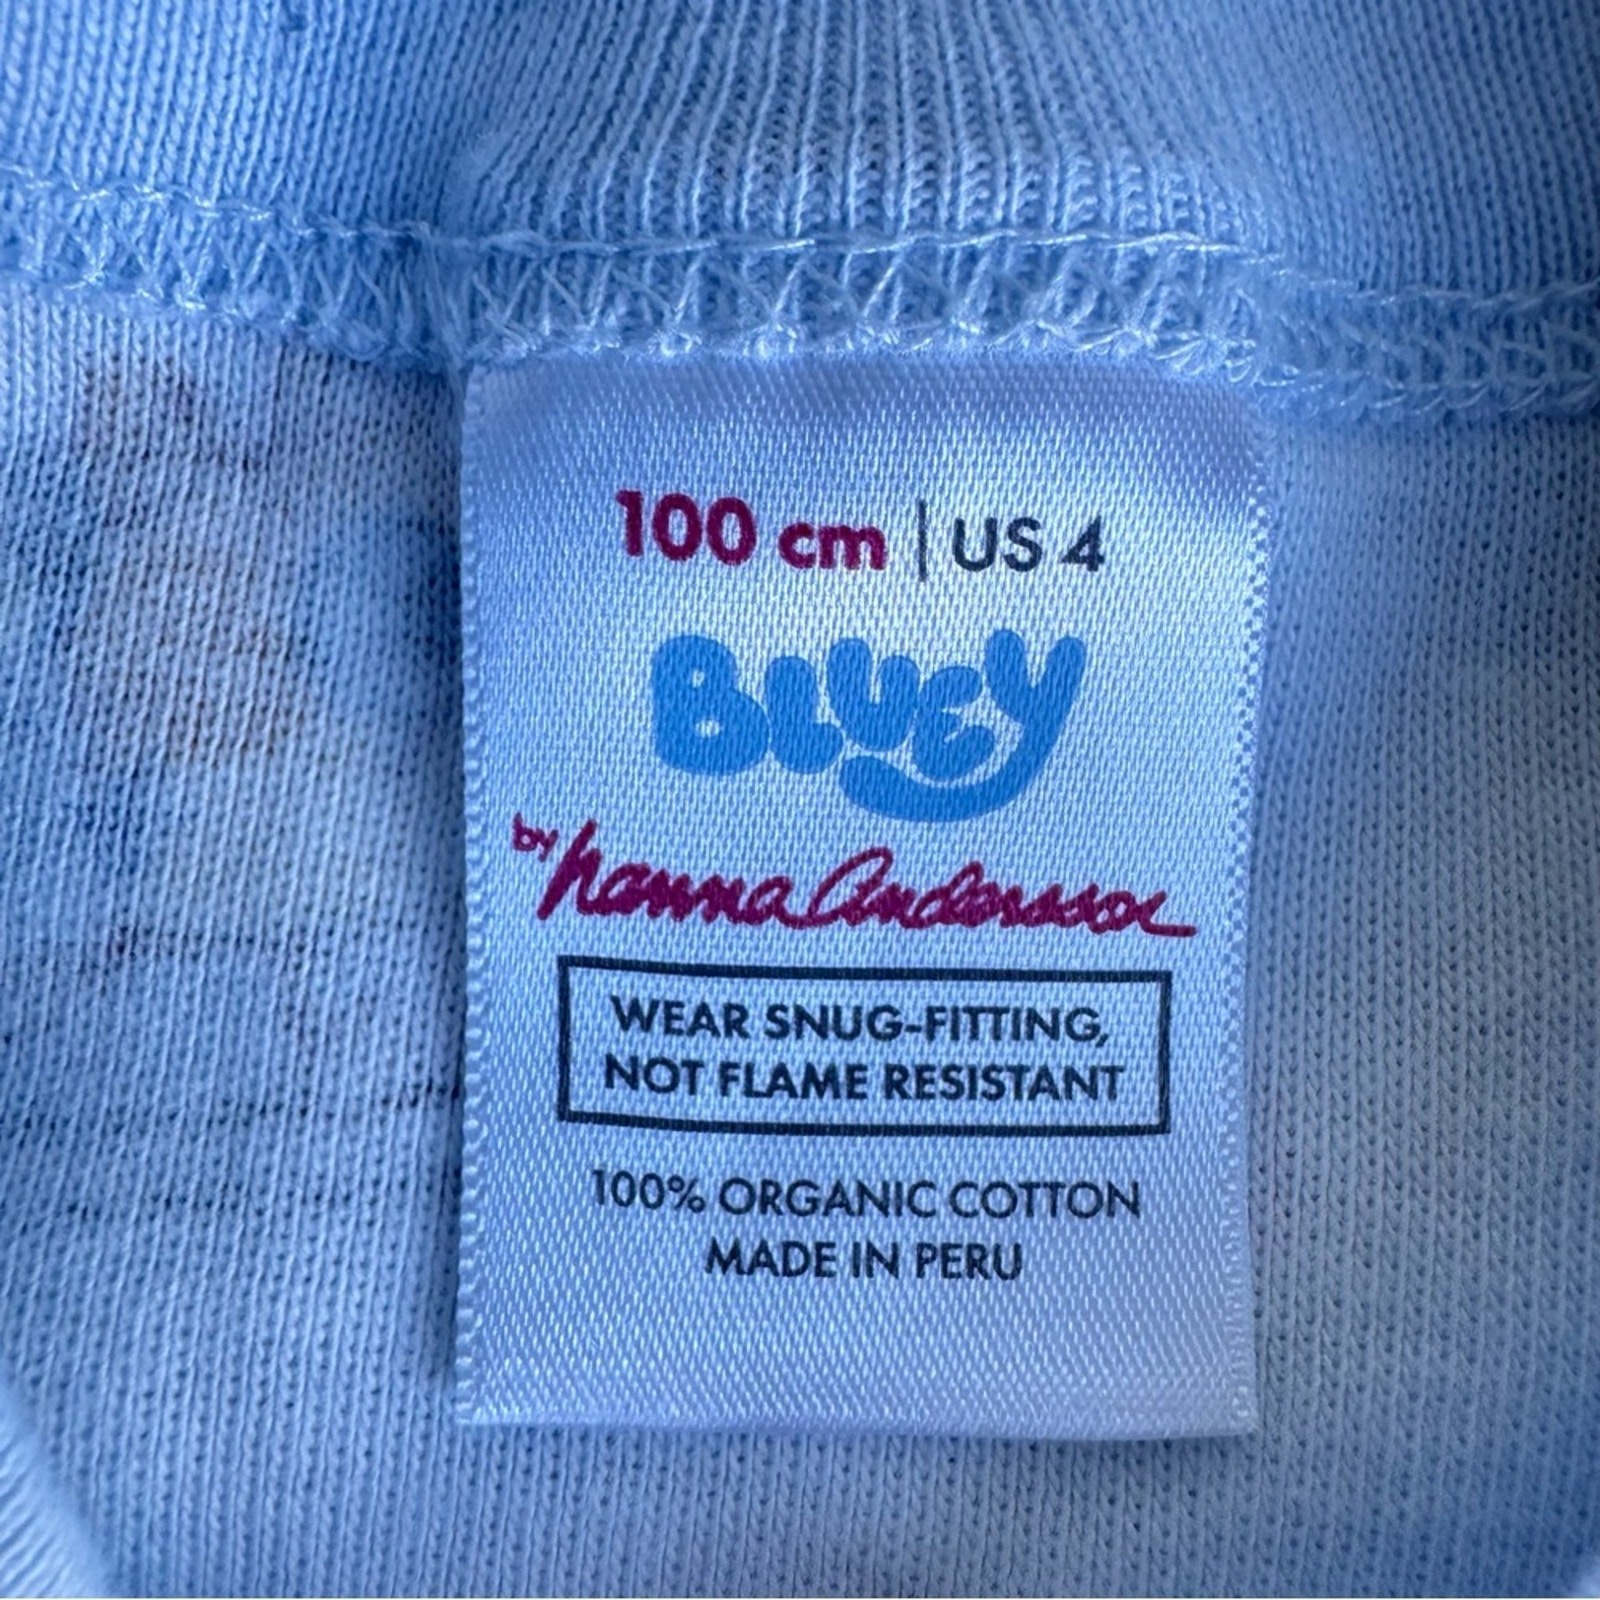 100 cm | US 4
BLUEY
by hanna andersson
WEAR SNUG-FITTING,
NOT FLAME RESISTANT
100% ORGANIC COTTON
MADE IN PERU